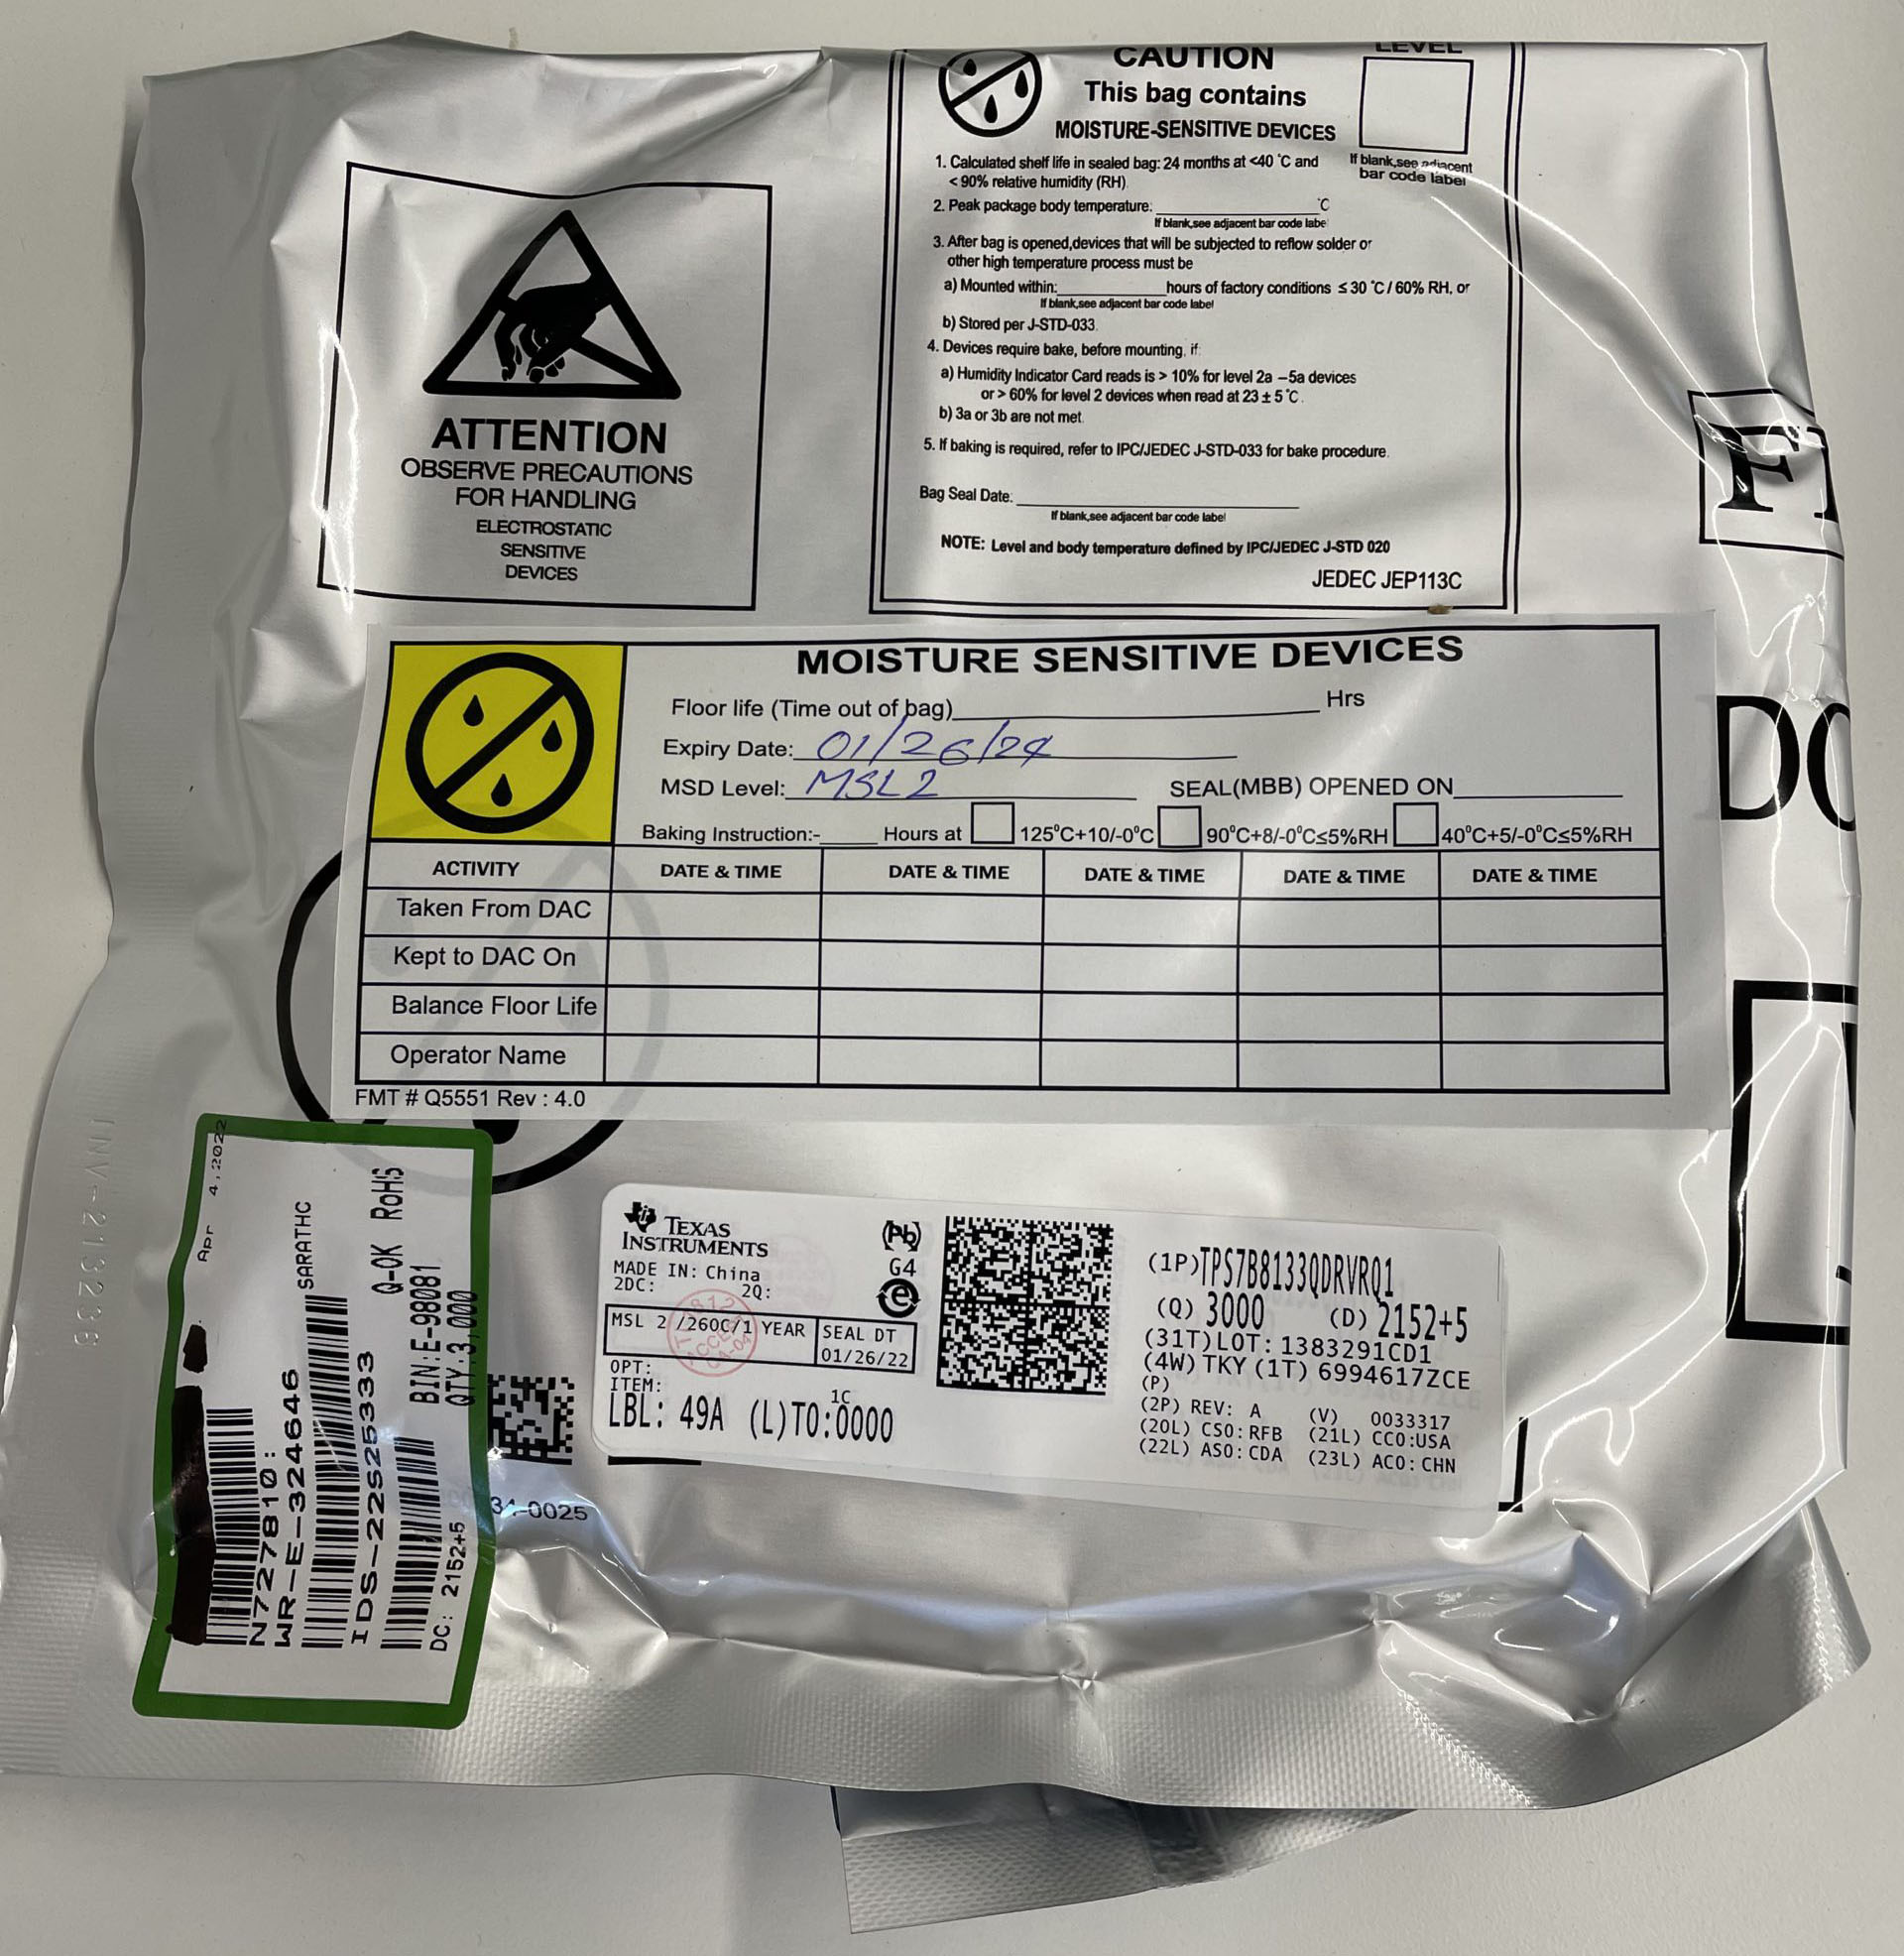 CAUTION
This bag contains
MOISTURE-SENSITIVE DEVICES
LEVEL
If blank,see adjacent
bar code label
1. Calculated shelf life in sealed bag: 24 months at <40 °C and
< 90% relative humidity (RH)
2. Peak package body temperature: °C
If blank,see adjacent bar code labe
3. After bag is opened,devices that will be subjected to reflow solder or
other high temperature process must be
a) Mounted within: hours of factory conditions ≤ 30 °C / 60% RH, or
If blank,see adjacent bar code label
b) Stored per J-STD-033.
4. Devices require bake, before mounting, if:
a) Humidity Indicator Card reads is > 10% for level 2a –5a devices
or > 60% for level 2 devices when read at 23 ± 5 °C.
b) 3a or 3b are not met.
5. If baking is required, refer to IPC/JEDEC J-STD-033 for bake procedure.
Bag Seal Date:
If blank,see adjacent bar code label
NOTE: Level and body temperature defined by IPC/JEDEC J-STD 020
JEDEC JEP113C
ATTENTION
OBSERVE PRECAUTIONS
FOR HANDLING
ELECTROSTATIC
SENSITIVE
DEVICES
MOISTURE SENSITIVE DEVICES
Floor life (Time out of bag) Hrs
Expiry Date: 01/26/24
MSD Level: MSL2 SEAL(MBB) OPENED ON
Baking Instruction:- Hours at 125°C+10/-0°C 90°C+8/-0°C≤5%RH 40°C+5/-0°C≤5%RH
ACTIVITY DATE & TIME DATE & TIME DATE & TIME DATE & TIME DATE & TIME
Taken From DAC
Kept to DAC On
Balance Floor Life
Operator Name
FMT # Q5551 Rev : 4.0
INV-213236
Apr 4,2022
N727810:
WR-E-324646 SARATHC
IDS-22S25333 Q-OK RoHS
BIN:E-98081
DC: 2152+5 QTY:3,000
34-0025
TEXAS
INSTRUMENTS
MADE IN: China
2DC: 2Q:
MSL 2 /260C/1 YEAR
SEAL DT
01/26/22
OPT:
ITEM:
LBL: 49A (L)TO:0000
1C
Pb
G4
e
(1P)TPS7B8133QDRVRQ1
(Q) 3000 (D) 2152+5
(31T)LOT: 1383291CD1
(4W) TKY (1T) 6994617ZCE
(P)
(2P) REV: A (V) 0033317
(20L) CSO:RFB (21L) CCO:USA
(22L) ASO:CDA (23L) ACO:CHN